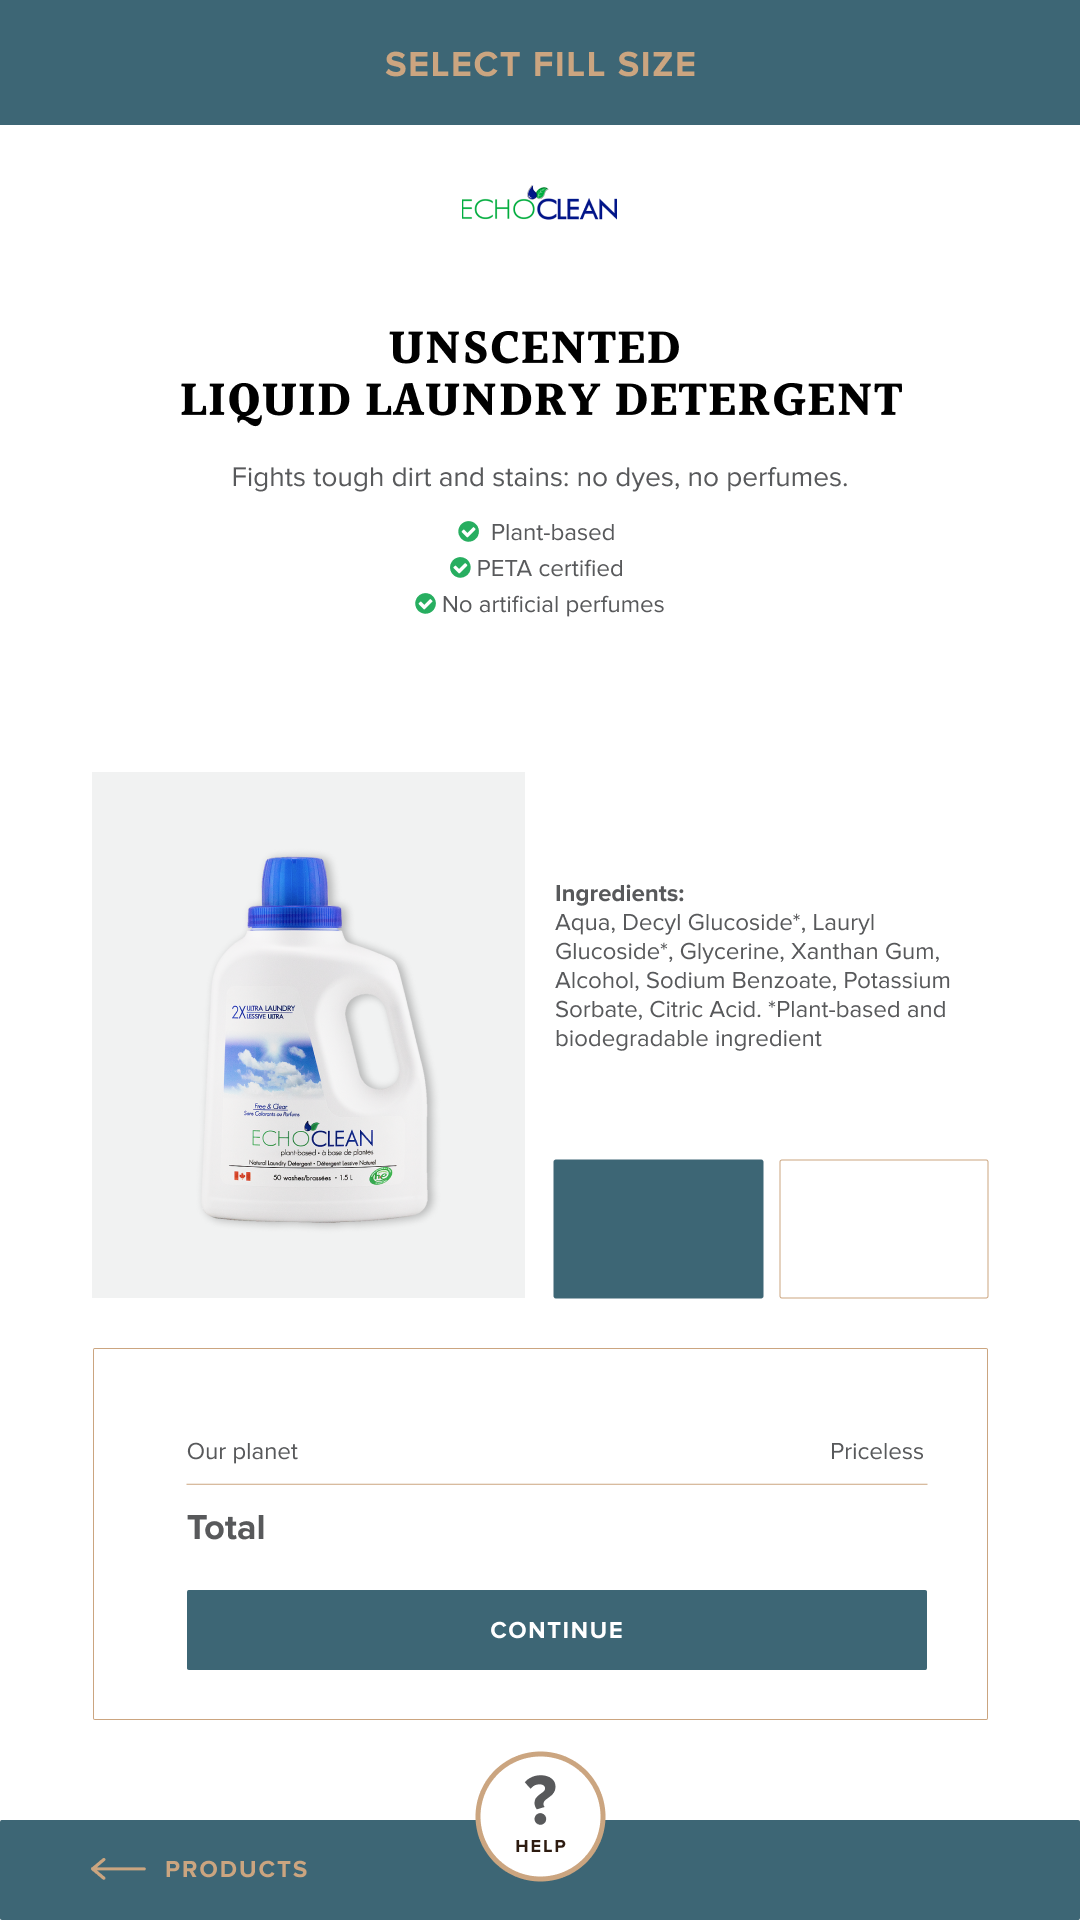 SELECT FILL SIZE
ECHOCLEAN
UNSCENTED
LIQUID LAUNDRY DETERGENT
Fights tough dirt and stains: no dyes, no perfumes.
Plant-based
PETA certified
No artificial perfumes
2X ULTRA LAUNDRY
LESSIVE ULTRA
Free & Clear
Sans Colorants ou Parfums
ECHOCLEAN
plant-based • à base de plantes
Natural Laundry Detergent • Détergent Lessive Naturel
50 washes/brassées • 1.5 L
he
Ingredients:
Aqua, Decyl Glucoside*, Lauryl
Glucoside*, Glycerine, Xanthan Gum,
Alcohol, Sodium Benzoate, Potassium
Sorbate, Citric Acid. *Plant-based and
biodegradable ingredient
Our planet Priceless
Total
CONTINUE
?
HELP
PRODUCTS